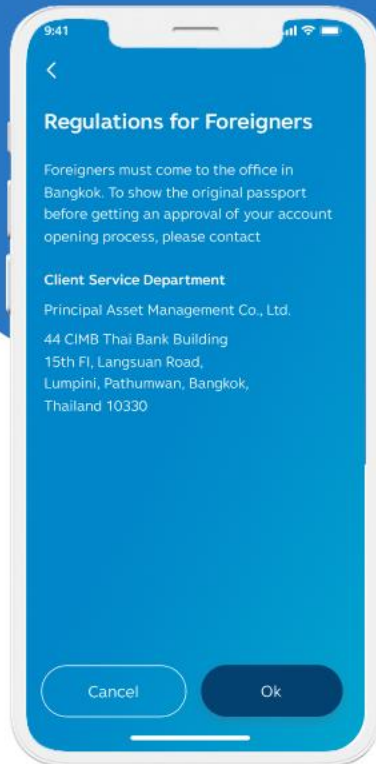 9:41
Regulations for Foreigners
Foreigners must come to the office in
Bangkok. To show the original passport
before getting an approval of your account
opening process, please contact
Client Service Department
Principal Asset Management Co., Ltd.
44 CIMB Thai Bank Building
15th Fl, Langsuan Road,
Lumpini, Pathumwan, Bangkok,
Thailand 10330
Cancel
Ok